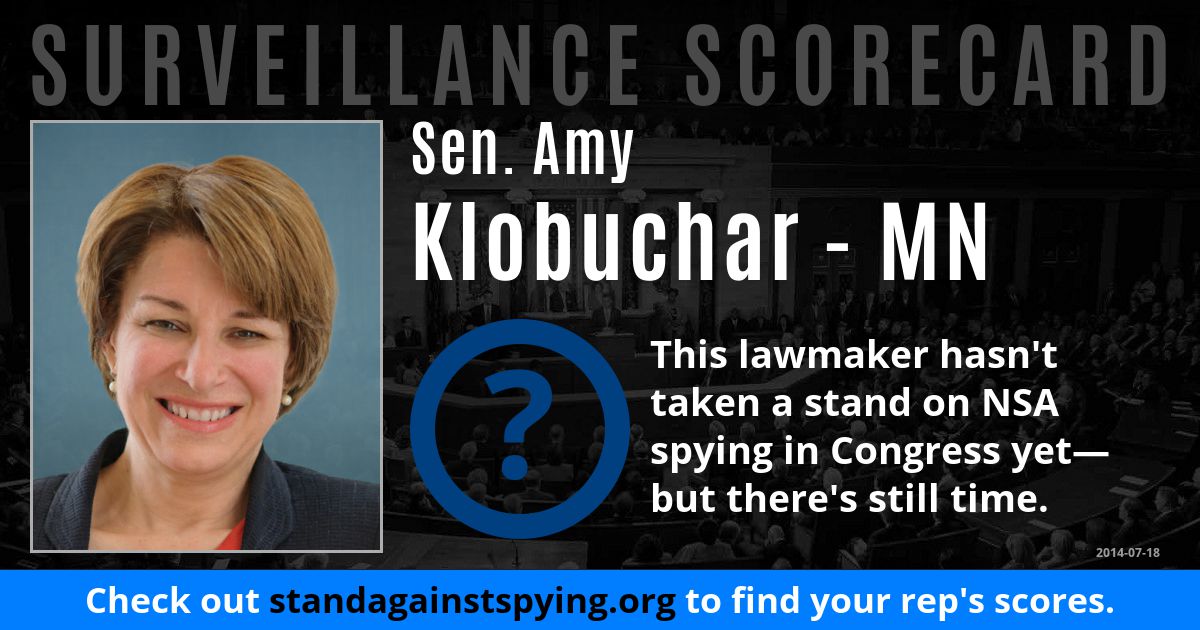 SURVEILLANCE SCORECARD
Sen. Amy
Klobuchar - MN
?
This lawmaker hasn't
taken a stand on NSA
spying in Congress yet—
but there's still time.
2014-07-18
Check out standagainstspying.org to find your rep's scores.